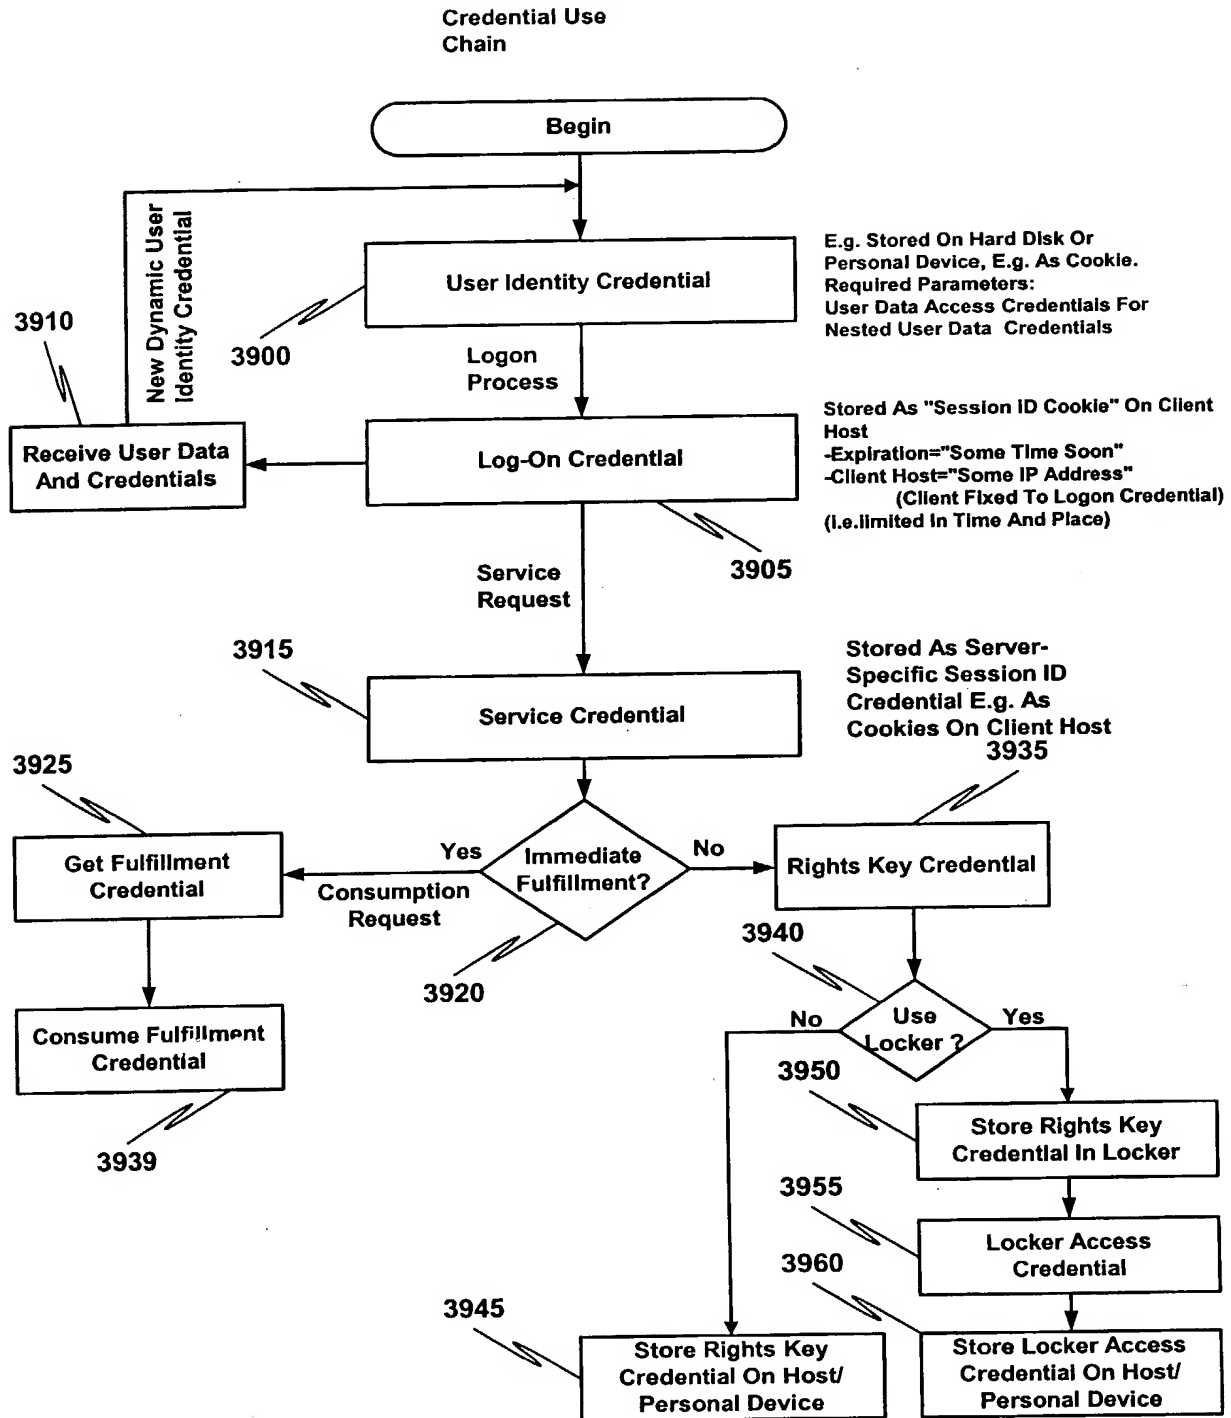 Credential Use
Chain
Begin
New Dynamic User
Identity Credential
User Identity Credential
E.g. Stored On Hard Disk Or
Personal Device, E.g. As Cookie.
Required Parameters:
User Data Access Credentials For
Nested User Data Credentials
3910
3900
Logon
Process
Receive User Data
And Credentials
Log-On Credential
Stored As "Session ID Cookie" On Client
Host
-Expiration="Some Time Soon"
-Client Host="Some IP Address"
(Client Fixed To Logon Credential)
(i.e.limited In Time And Place)
3905
Service
Request
3915
Service Credential
Stored As Server-
Specific Session ID
Credential E.g. As
Cookies On Client Host
3935
3925
Get Fulfillment
Credential
Yes
Consumption
Request
Immediate
Fulfillment?
No
Rights Key Credential
3920
3940
Consume Fulfillment
Credential
3939
No
Use
Locker ?
Yes
3950
Store Rights Key
Credential In Locker
3955
Locker Access
Credential
3960
3945
Store Rights Key
Credential On Host/
Personal Device
Store Locker Access
Credential On Host/
Personal Device